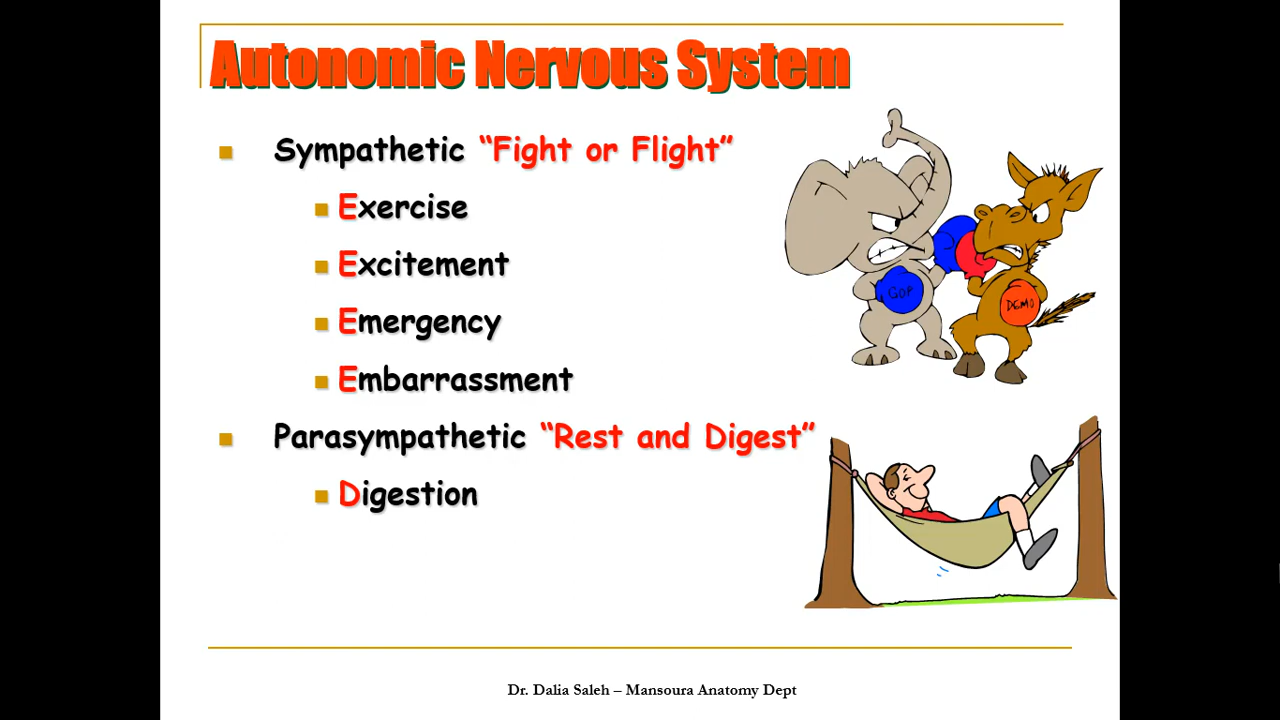 Autonomic Nervous System
Sympathetic “Fight or Flight”
Exercise
Excitement
Emergency
Embarrassment
GOP
DEMO
Parasympathetic “Rest and Digest”
Digestion
Dr. Dalia Saleh – Mansoura Anatomy Dept